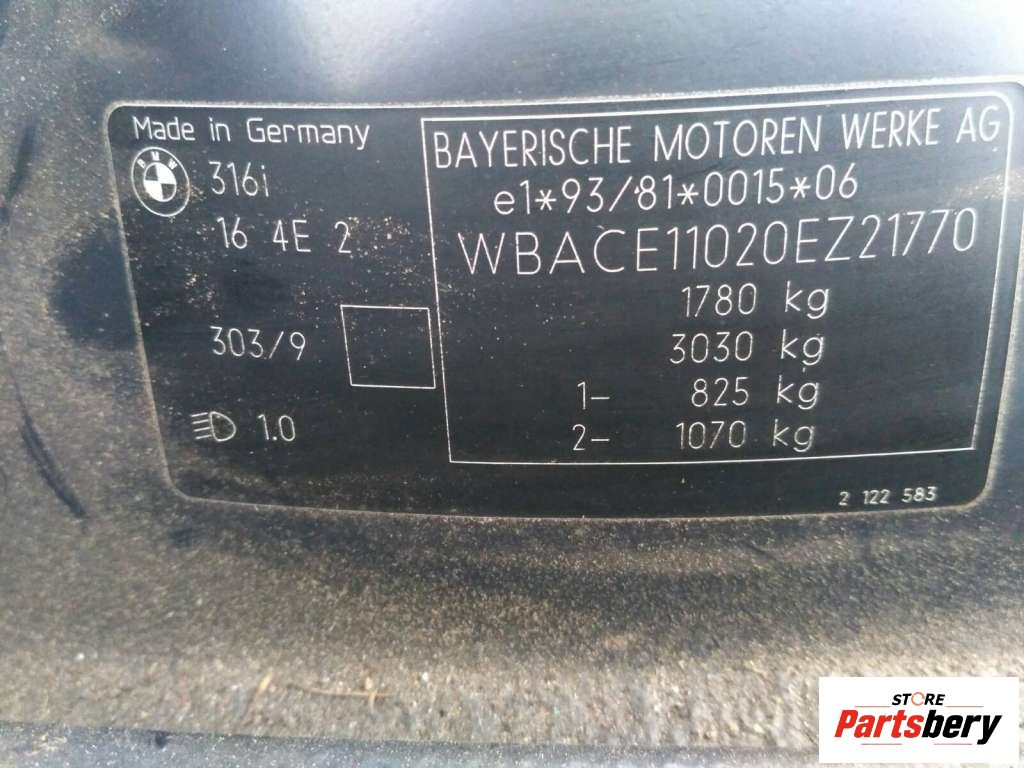 Made in Germany
BMW
316i
16 4E 2
303/9
1.0
BAYERISCHE MOTOREN WERKE AG
e1*93/81*0015*06
WBACE11020EZ21770
1780 kg
3030 kg
1- 825 kg
2- 1070 kg
2 122 583
STORE
Partsbery